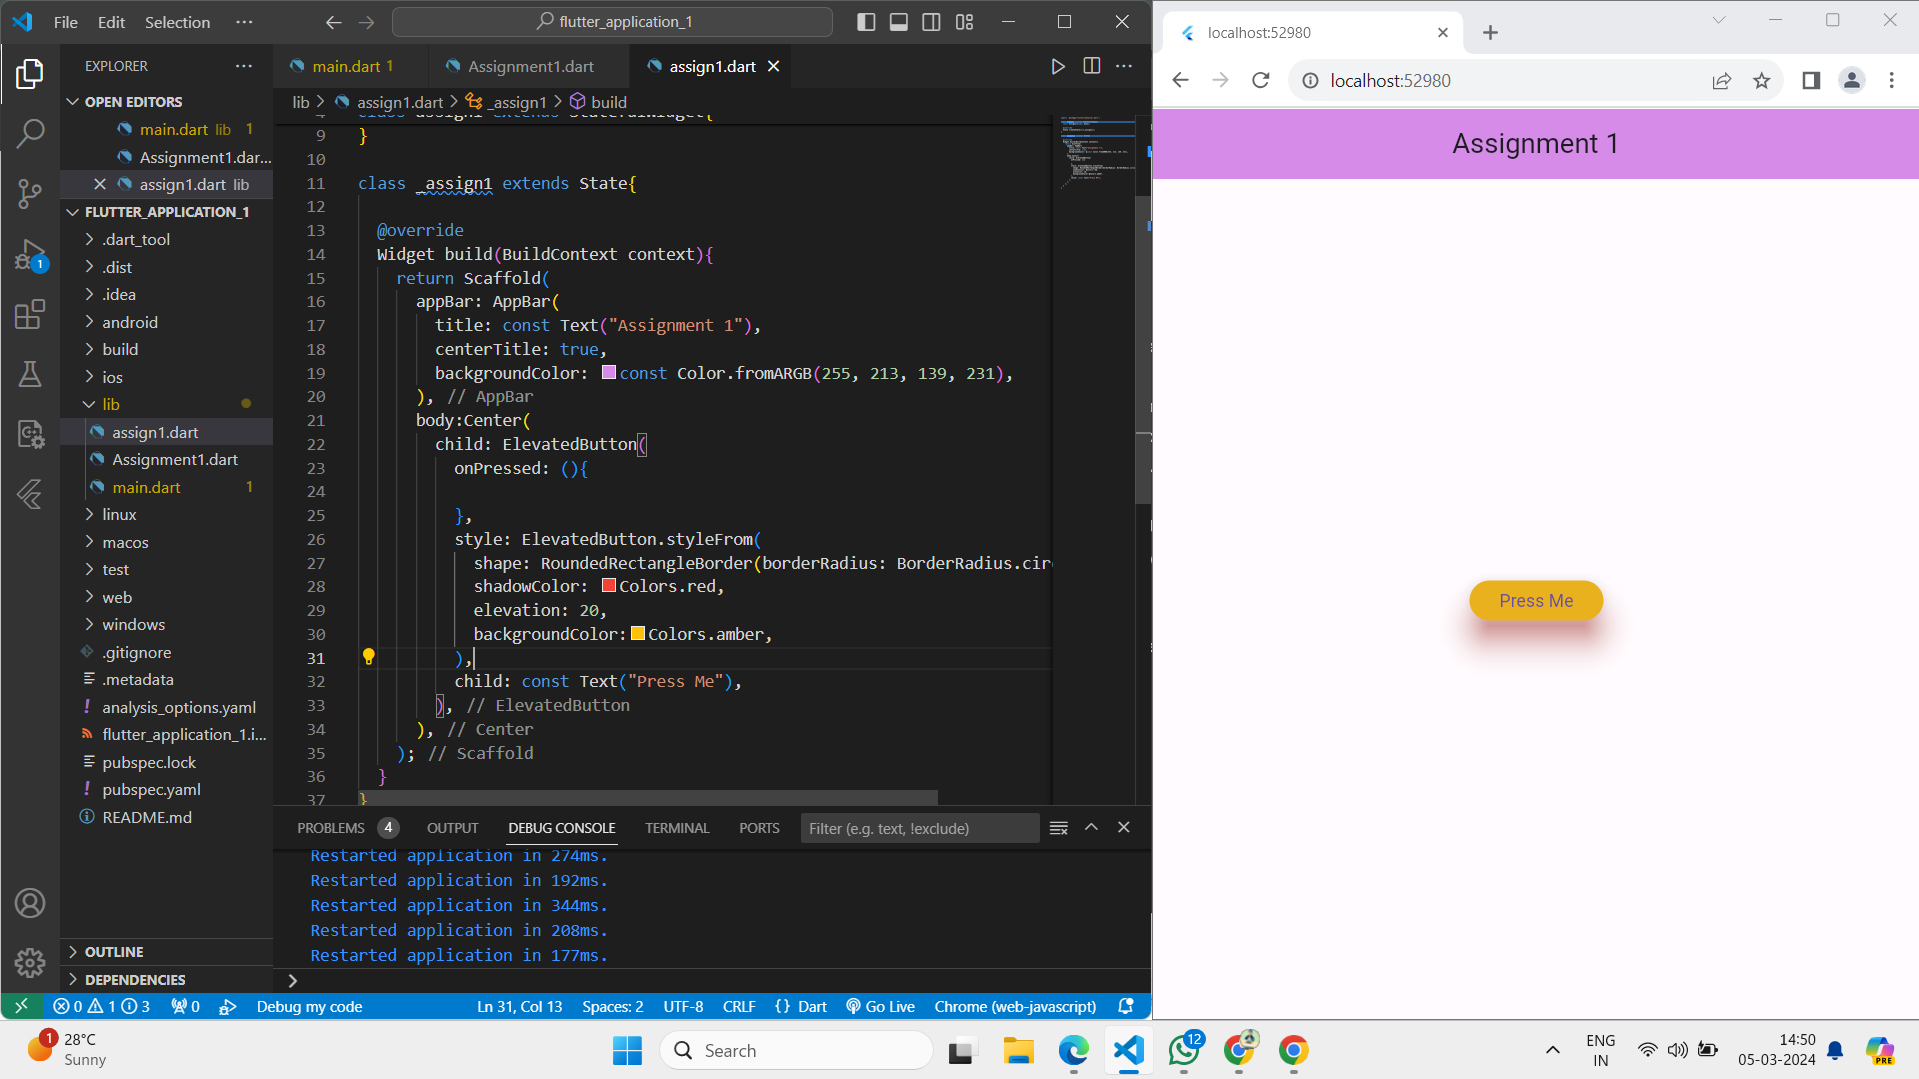 File Edit Selection ···
flutter_application_1
EXPLORER
OPEN EDITORS
main.dart lib 1
Assignment1.dar...
assign1.dart lib
FLUTTER_APPLICATION_1
.dart_tool
.dist
.idea
android
build
ios
lib
assign1.dart
Assignment1.dart
main.dart 1
linux
macos
test
web
windows
.gitignore
.metadata
analysis_options.yaml
flutter_application_1.i...
pubspec.lock
pubspec.yaml
README.md
OUTLINE
DEPENDENCIES
main.dart 1 Assignment1.dart assign1.dart
lib > assign1.dart > _assign1 > build
9 }
10
11 class _assign1 extends State{
12
13 @override
14 Widget build(BuildContext context){
15 return Scaffold(
16 appBar: AppBar(
17 title: const Text("Assignment 1"),
18 centerTitle: true,
19 backgroundColor: const Color.fromARGB(255, 213, 139, 231),
20 ), // AppBar
21 body:Center(
22 child: ElevatedButton(
23 onPressed: (){
24
25 },
26 style: ElevatedButton.styleFrom(
27 shape: RoundedRectangleBorder(borderRadius: BorderRadius.cir
28 shadowColor: Colors.red,
29 elevation: 20,
30 backgroundColor: Colors.amber,
31 ),
32 child: const Text("Press Me"),
33 ), // ElevatedButton
34 ), // Center
35 ); // Scaffold
36 }
37 }
PROBLEMS 4 OUTPUT DEBUG CONSOLE TERMINAL PORTS Filter (e.g. text, !exclude)
Restarted application in 274ms.
Restarted application in 192ms.
Restarted application in 344ms.
Restarted application in 208ms.
Restarted application in 177ms.
0 1 3 0 Debug my code Ln 31, Col 13 Spaces: 2 UTF-8 CRLF {} Dart Go Live Chrome (web-javascript)
localhost:52980
localhost:52980
Assignment 1
Press Me
1 28°C
Sunny
Search
12
ENG
IN
14:50
05-03-2024
PRE